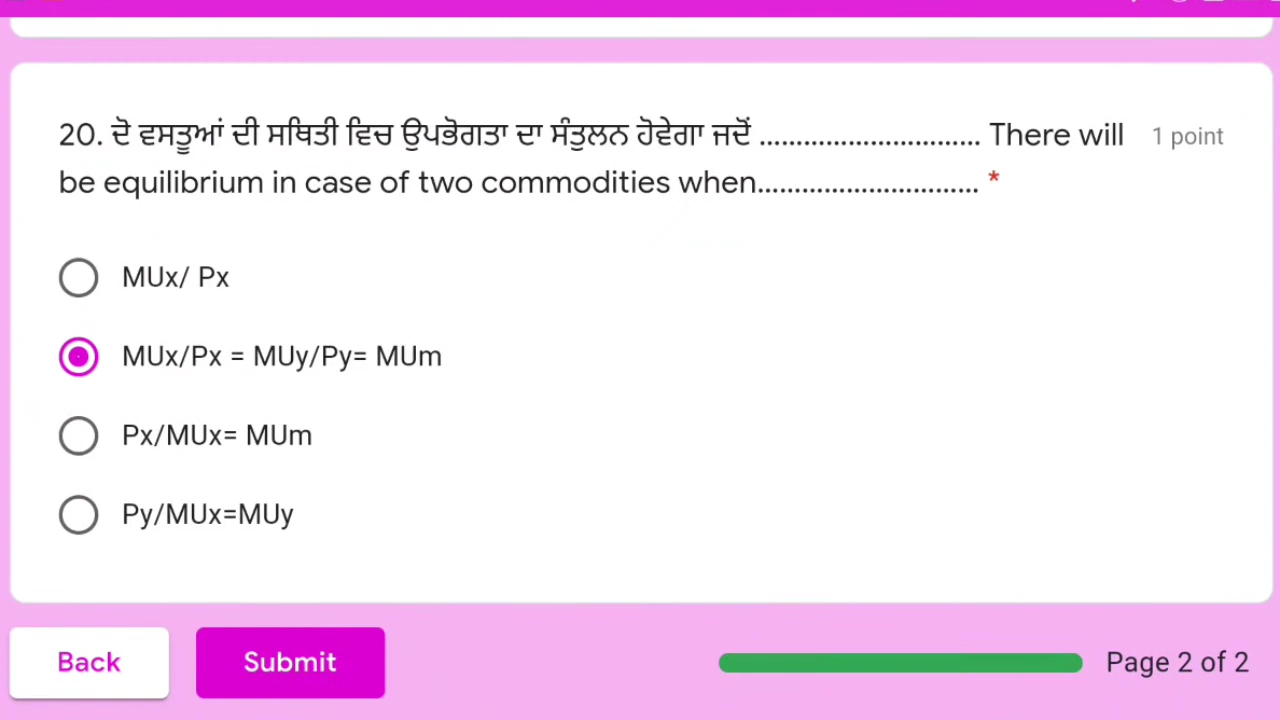 20. ਦੋ ਵਸਤੂਆਂ ਦੀ ਸਥਿਤੀ ਵਿਚ ਉਪਭੋਗਤਾ ਦਾ ਸੰਤੁਲਨ ਹੋਵੇਗਾ ਜਦੋਂ ............................. There will 1 point
be equilibrium in case of two commodities when............................. *
MUx/ Px
MUx/Px = MUy/Py= MUm
Px/MUx= MUm
Py/MUx=MUy
Back Submit Page 2 of 2